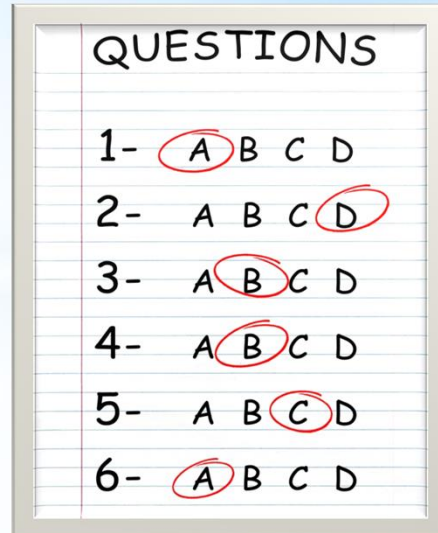 QUESTIONS
1- A B C D
2- A B C D
3- A B C D
4- A B C D
5- A B C D
6- A B C D